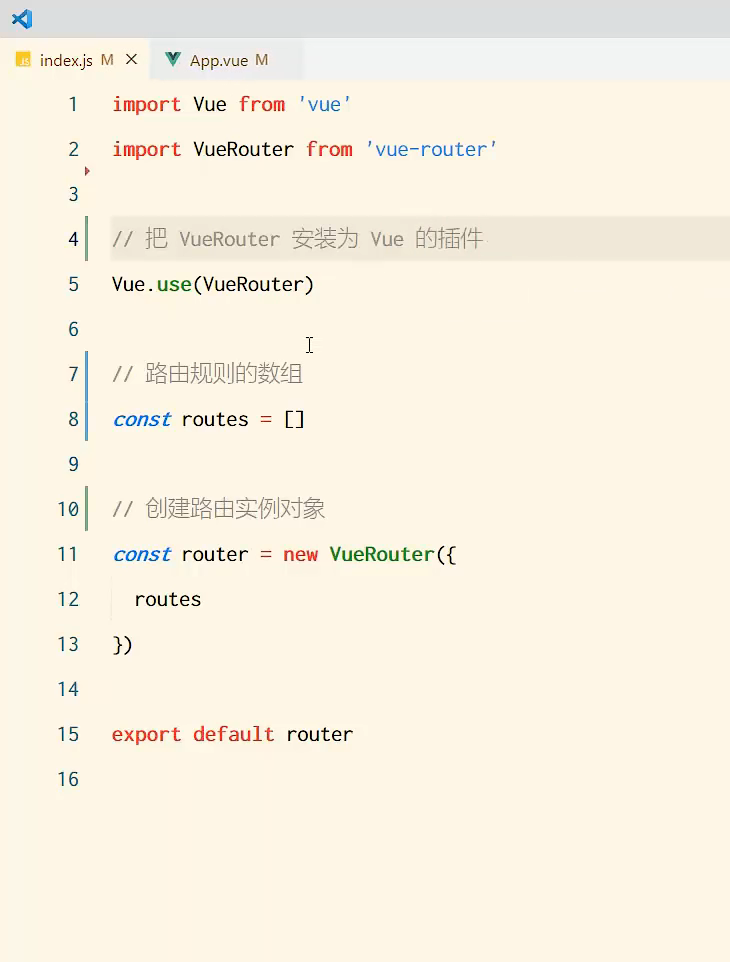 index.js M
App.vue M
1 import Vue from 'vue'
2 import VueRouter from 'vue-router'
3
4 // 把 VueRouter 安装为 Vue 的插件
5 Vue.use(VueRouter)
6
7 // 路由规则的数组
8 const routes = []
9
10 // 创建路由实例对象
11 const router = new VueRouter({
12   routes
13 })
14
15 export default router
16